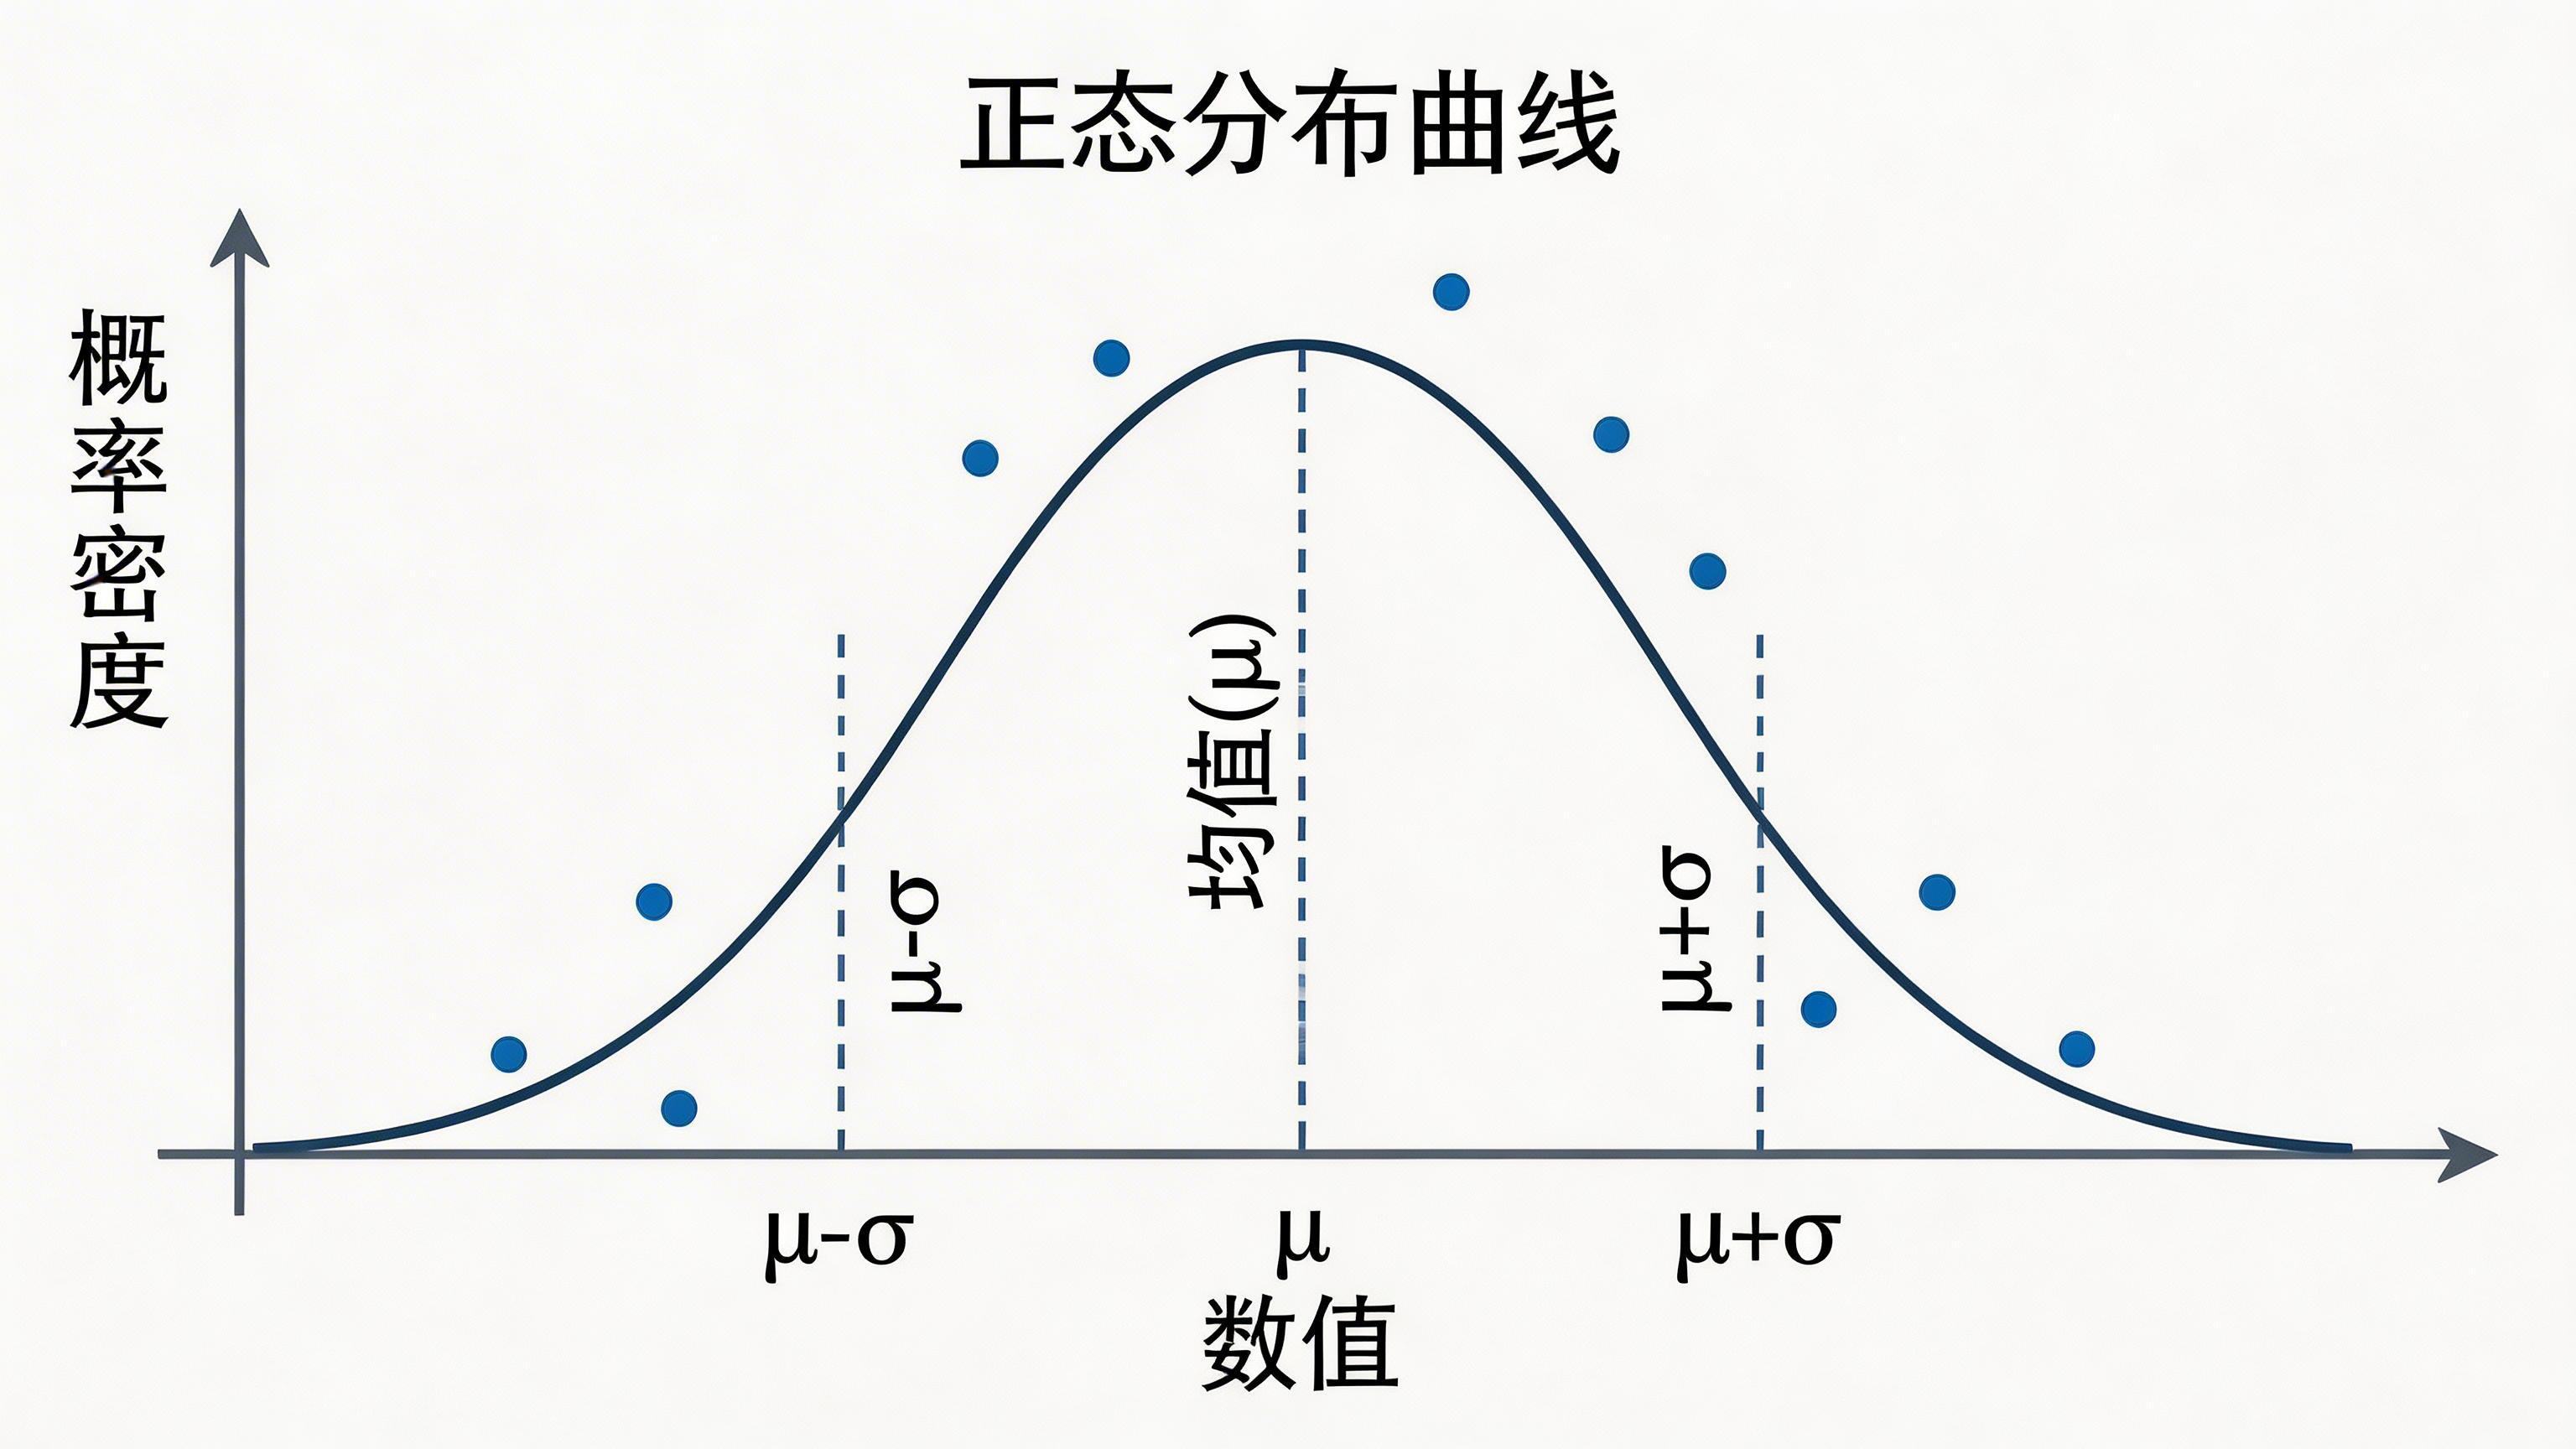 正态分布曲线
概率密度
均值(μ)
μ-σ
μ+σ
μ-σ
μ
μ+σ
数值